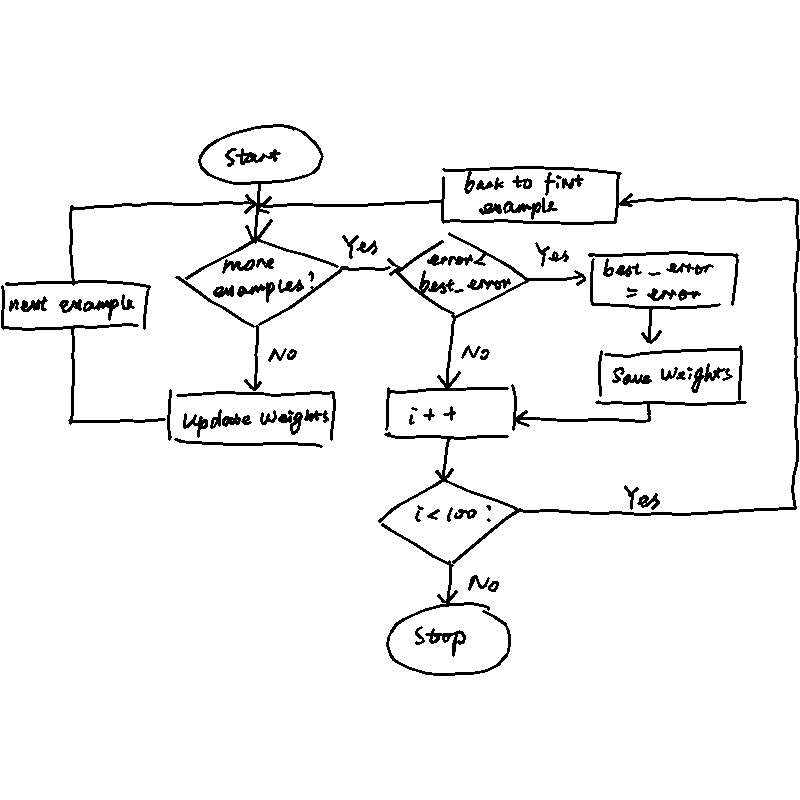 Start
back to first
example
more
examples?
Yes
error<
best_error
Yes
best_error
= error
next example
No
No
Save Weights
Update Weights
i++
i<100?
Yes
No
Stop